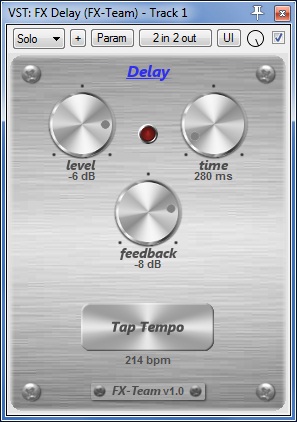 VST: FX Delay (FX-Team) - Track 1
Solo + Param 2 in 2 out UI
Delay
level
-6 dB
time
280 ms
feedback
-8 dB
Tap Tempo
214 bpm
FX-Team v1.0